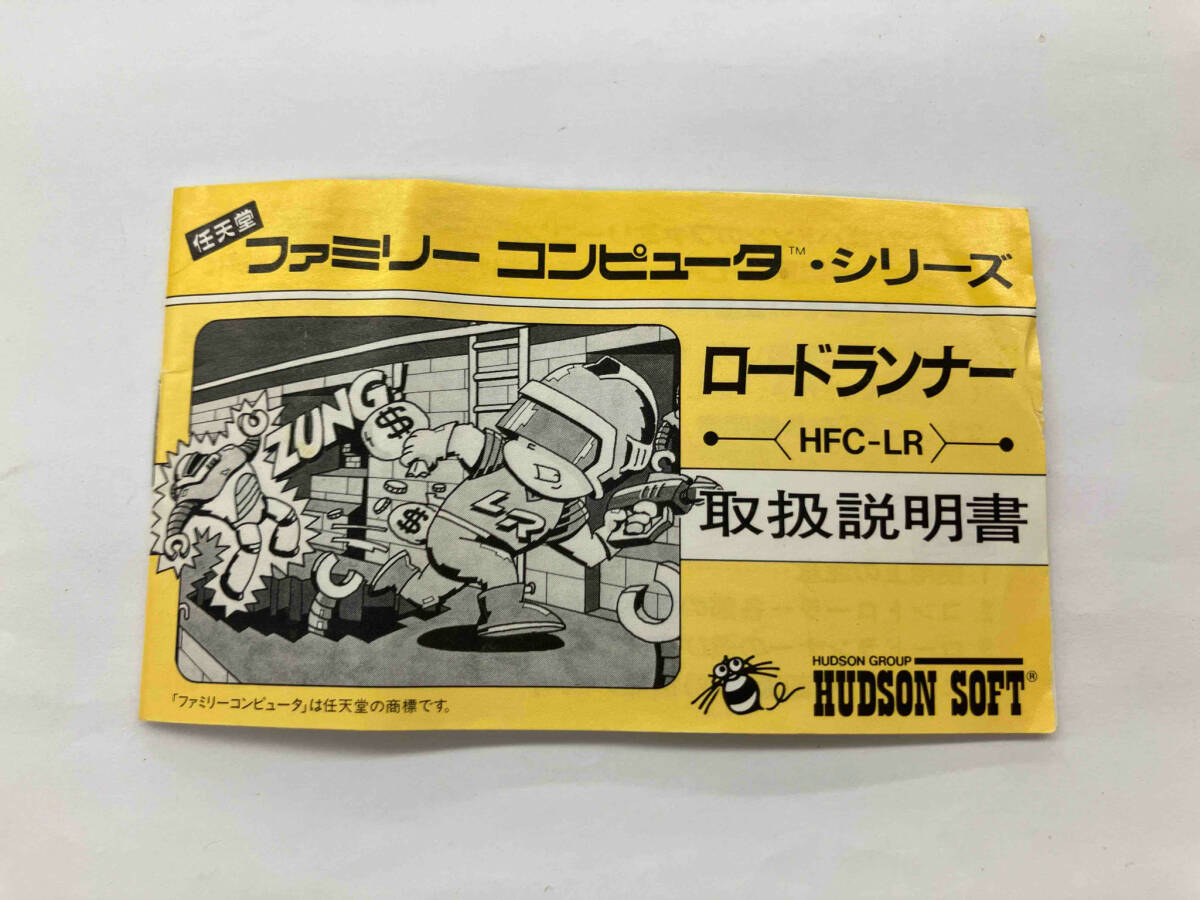 任天堂
ファミリー コンピュータ™・シリーズ
ロードランナー
HFC-LR
取扱説明書
ZUNG!
$
$
LR
HUDSON GROUP
HUDSON SOFT®
「ファミリーコンピュータ」は任天堂の商標です。